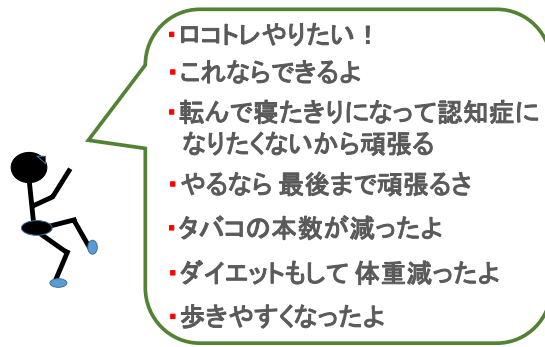 ▪ロコトレやりたい！
▪これならできるよ
▪転んで寝たきりになって認知症に
なりたくないから頑張る
▪やるなら 最後まで頑張るさ
▪タバコの本数が減ったよ
▪ダイエットもして 体重減ったよ
▪歩きやすくなったよ